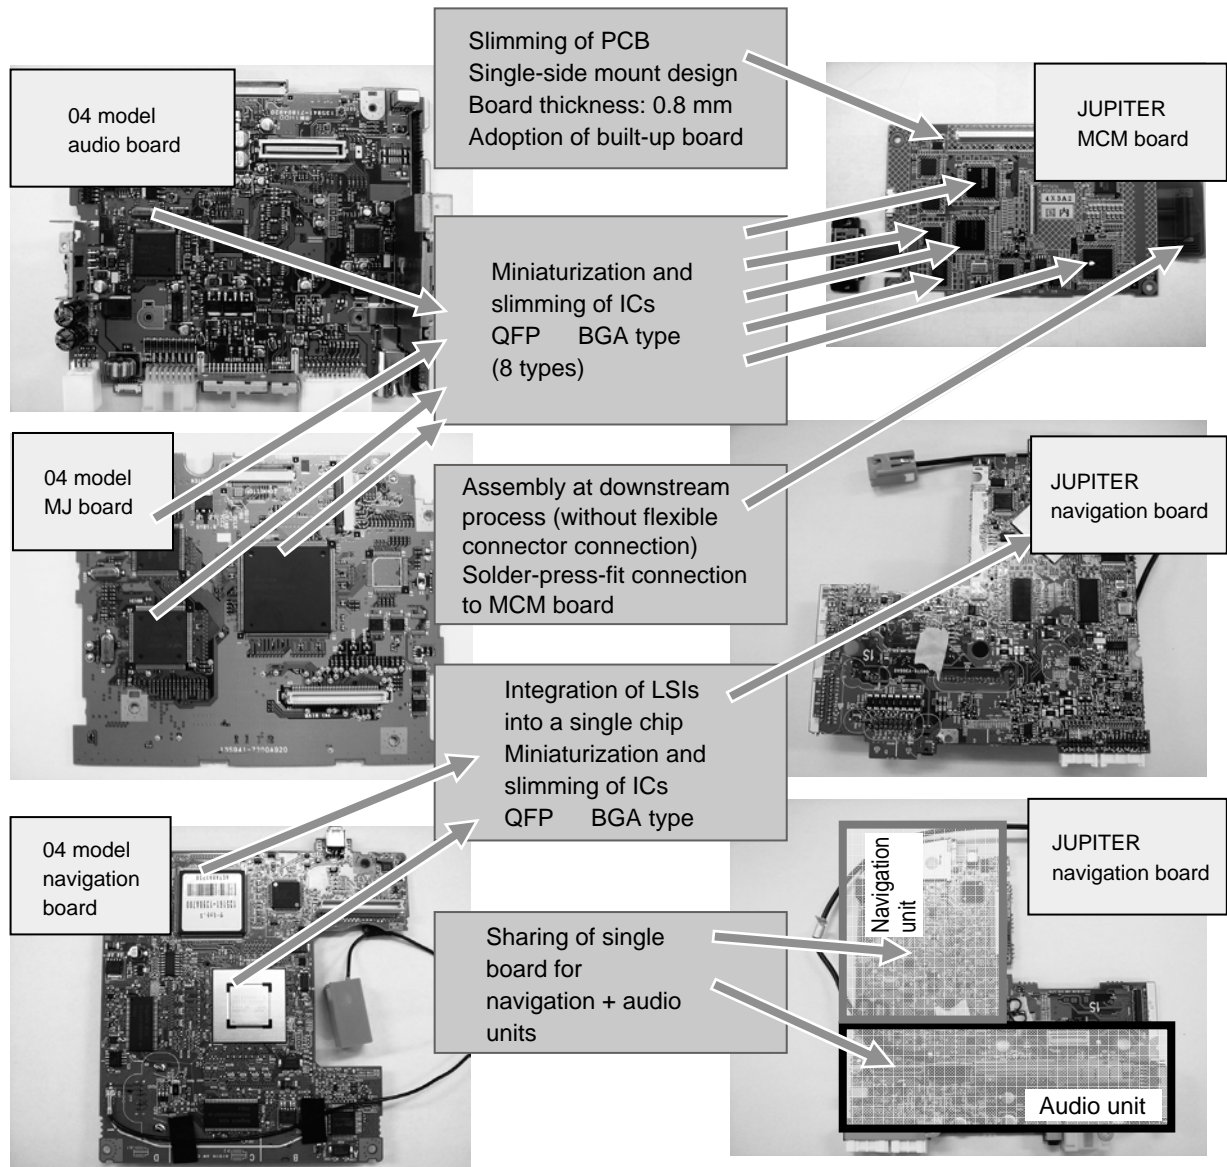 Slimming of PCB
Single-side mount design
Board thickness: 0.8 mm
Adoption of built-up board
04 model
audio board
JUPITER
MCM board
4X3A2
国内
Miniaturization and
slimming of ICs
QFP BGA type
(8 types)
04 model
MJ board
Assembly at downstream
process (without flexible
connector connection)
Solder-press-fit connection
to MCM board
JUPITER
navigation board
Integration of LSIs
into a single chip
Miniaturization and
slimming of ICs
QFP BGA type
04 model
navigation
board
Sharing of single
board for
navigation + audio
units
JUPITER
navigation board
Navigation
unit
Audio unit